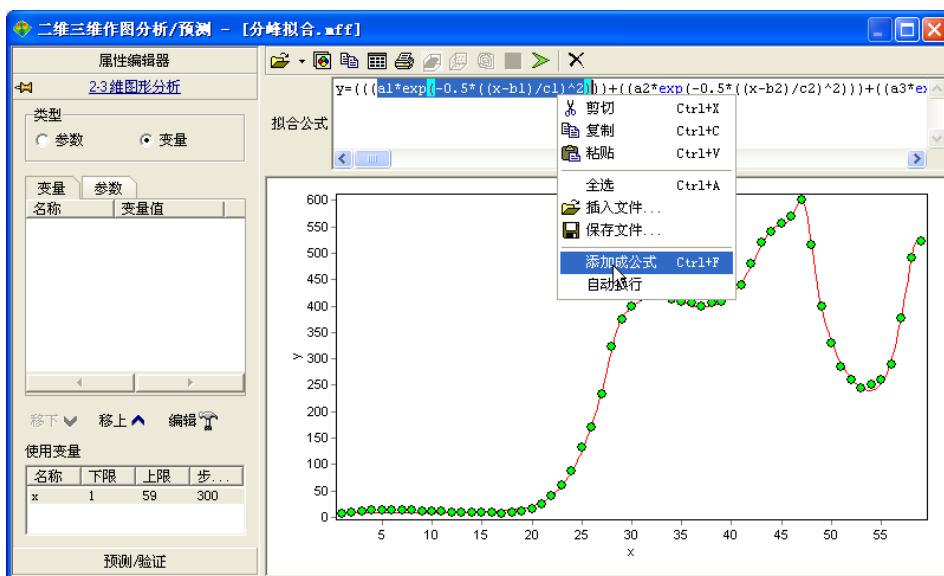 二维三维作图分析/预测 - [分峰拟合.mff]
属性编辑器
2-3维图形分析
类型
参数
变量
变量 参数
名称 变量值
移下 移上 编辑
使用变量
名称 下限 上限 步...
x 1 59 300
预测/验证
拟合公式
y=(((a1*exp(-0.5*((x-b1)/c1)^2)))+((a2*exp(-0.5*((x-b2)/c2)^2)))+((a3*ex
剪切 Ctrl+X
复制 Ctrl+C
粘贴 Ctrl+V
全选 Ctrl+A
插入文件...
保存文件...
添加成公式 Ctrl+F
自动换行
600
550
500
450
400
350
y
300
250
200
150
100
50
0
5 10 15 20 25 30 35 40 45 50 55
x